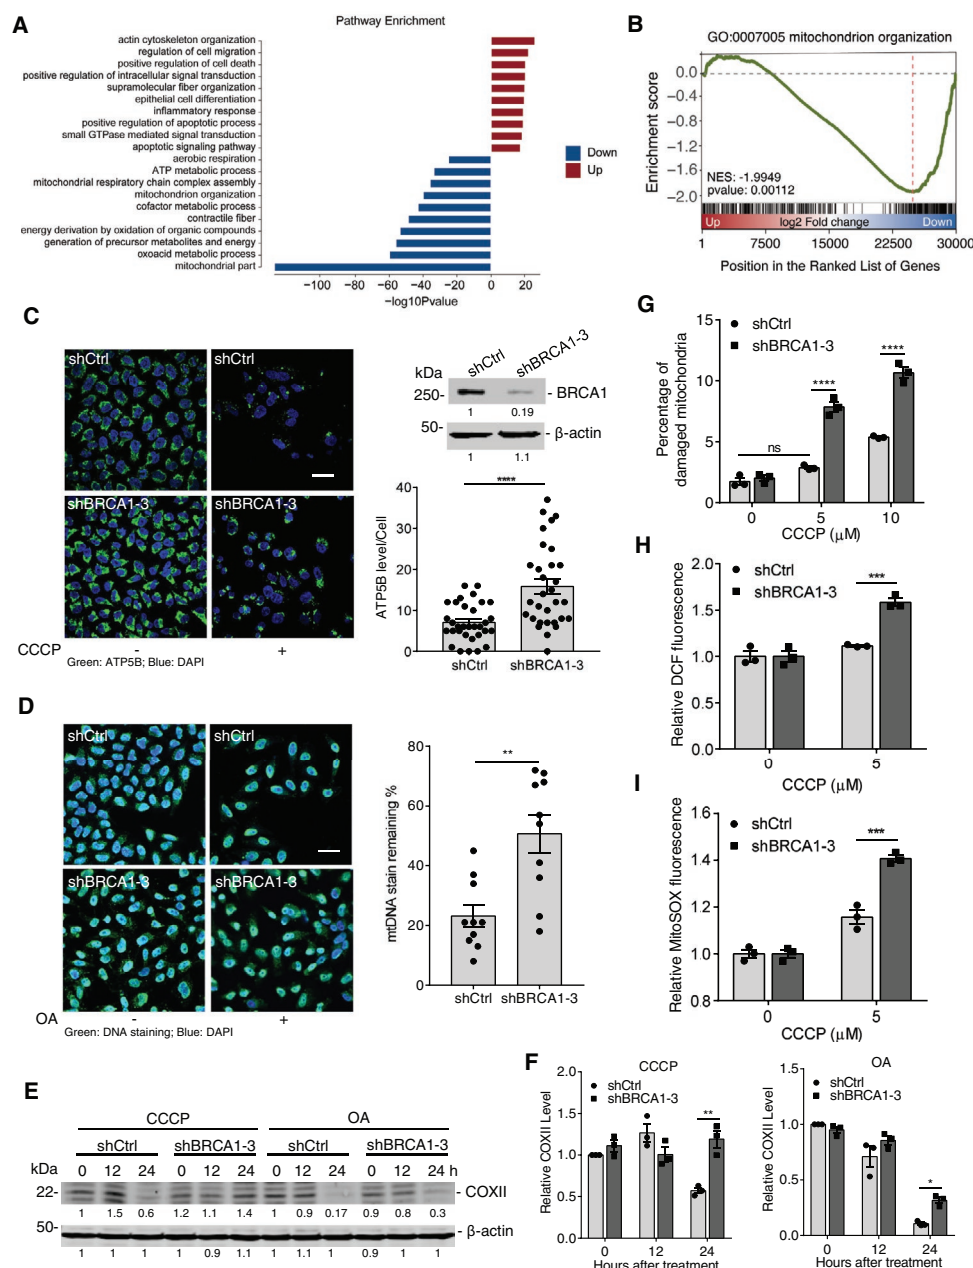 A
Pathway Enrichment
actin cytoskeleton organization
regulation of cell migration
positive regulation of cell death
positive regulation of intracellular signal transduction
supramolecular fiber organization
epithelial cell differentiation
inflammatory response
positive regulation of apoptotic process
small GTPase mediated signal transduction
apoptotic signaling pathway
aerobic respiration
ATP metabolic process
mitochondrial respiratory chain complex assembly
mitochondrion organization
cofactor metabolic process
contractile fiber
energy derivation by oxidation of organic compounds
generation of precursor metabolites and energy
oxoacid metabolic process
mitochondrial part
−100 −80 −60 −40 −20 0 20
−log10Pvalue
Down
Up
B
GO:0007005 mitochondrion organization
Enrichment score
0.0
−0.4
−0.8
−1.2
−1.6
−2.0
NES: -1.9949
pvalue: 0.00112
Up log2 Fold change Down
1 7500 15000 22500 30000
Position in the Ranked List of Genes
C
shCtrl shCtrl
shBRCA1-3 shBRCA1-3
CCCP - +
Green: ATP5B; Blue: DAPI
shCtrl shBRCA1-3
kDa
250- - BRCA1
1 0.19
50- - β-actin
1 1.1
ATP5B level/Cell
40
30
20
10
0
****
shCtrl shBRCA1-3
D
shCtrl shCtrl
shBRCA1-3 shBRCA1-3
OA - +
Green: DNA staining; Blue: DAPI
mtDNA stain remaining %
80
60
40
20
0
**
shCtrl shBRCA1-3
E
CCCP OA
shCtrl shBRCA1-3 shCtrl shBRCA1-3
kDa 0 12 24 0 12 24 0 12 24 0 12 24 h
22- - COXII
1 1.5 0.6 1.2 1.1 1.4 1 0.9 0.17 0.9 0.8 0.3
50- - β-actin
1 1 1 1 0.9 1.1 1 1.1 1 0.9 1 1
F
CCCP
shCtrl
shBRCA1-3
Relative COXII Level
2.0
1.5
1.0
0.5
0.0
**
0 12 24
Hours after treatment
OA
shCtrl
shBRCA1-3
Relative COXII Level
1.5
1.0
0.5
0.0
*
0 12 24
Hours after treatment
G
shCtrl
shBRCA1-3
Percentage of
damaged mitochondria
15
10
5
0
ns
****
****
0 5 10
CCCP (μM)
H
shCtrl
shBRCA1-3
Relative DCF fluorescence
2.0
1.5
1.0
0.5
0.0
***
0 5
CCCP (μM)
I
shCtrl
shBRCA1-3
Relative MitoSOX fluorescence
1.6
1.4
1.2
1.0
0.8
***
0 5
CCCP (μM)